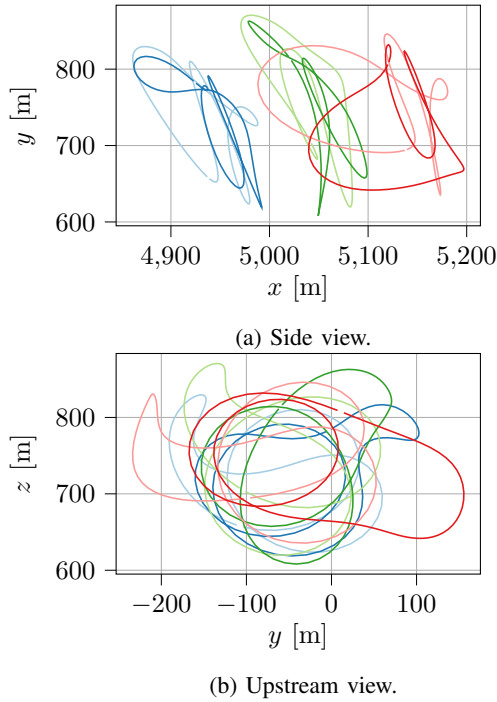 800
y [m]
700
600
4,900 5,000 5,100 5,200
x [m]
(a) Side view.
800
z [m]
700
600
−200 −100 0 100
y [m]
(b) Upstream view.